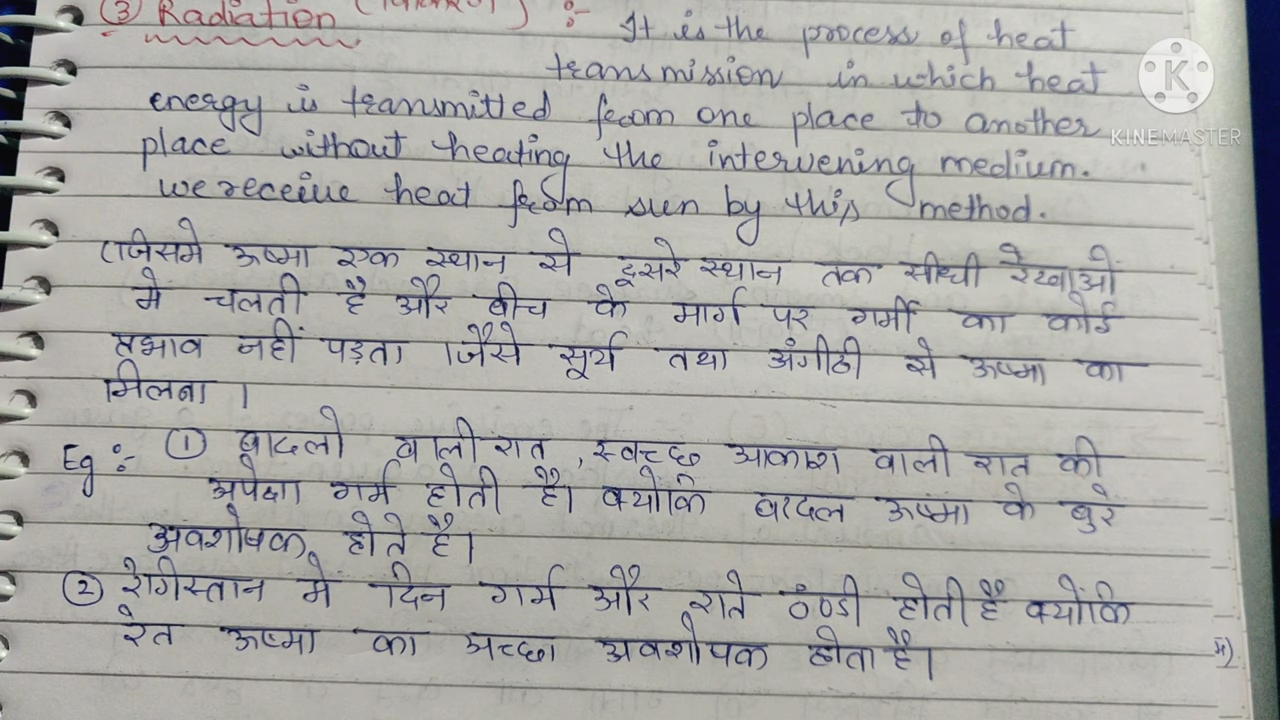 ③ Radiation (विकिरण) :- It is the process of heat
transmission in which heat
energy is transmitted from one place to another
place without heating the intervening medium.
we receive heat from sun by this method.
(जिसमे ऊष्मा एक स्थान से दूसरे स्थान तक सीधी रेखाओ
मे चलती है और बीच के मार्ग पर गर्मी का कोई
प्रभाव नहीं पड़ता। जैसे सूर्य तथा अंगीठी से ऊष्मा का
मिलना ।
Eg :- ① बादलो वाली रात , स्वच्छ आकाश वाली रात की
अपेक्षा गर्म होती है। क्योकि बादल ऊष्मा के बुरे
अवशोषक होते है।
② रेगिस्तान मे दिन गर्म और राते ठण्डी होती है क्योंकि
रेत ऊष्मा का अच्छा अवशोषक होता है।
K
KINEMASTER